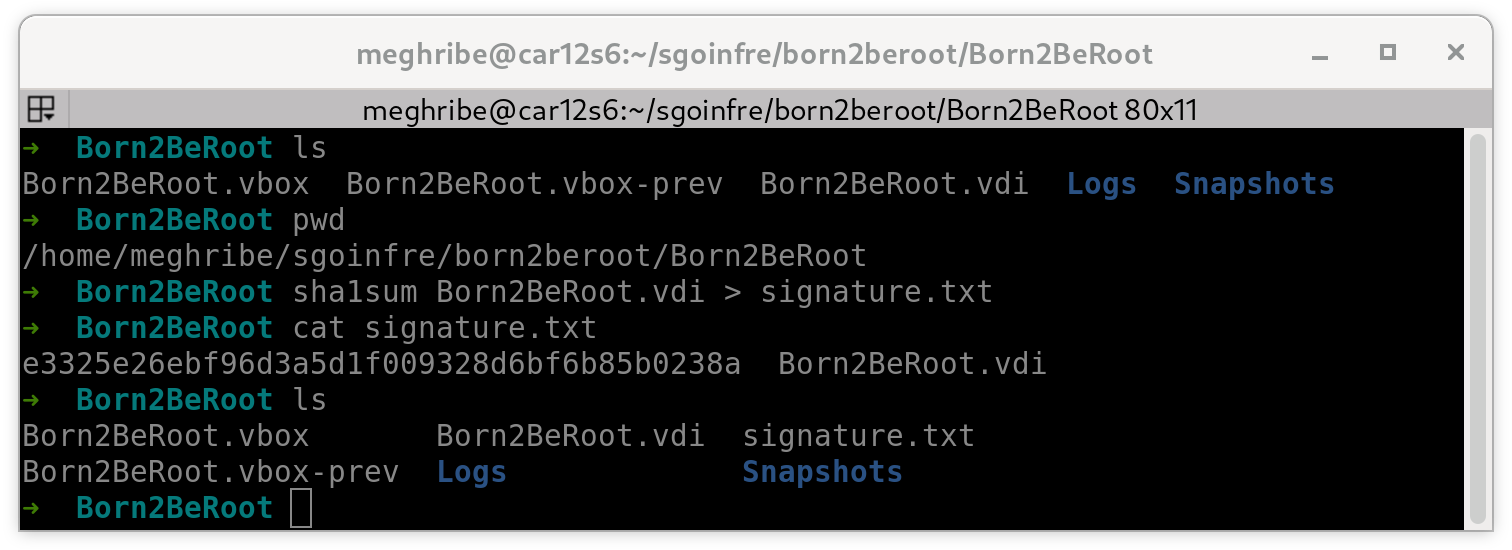 meghribe@car12s6:~/sgoinfre/born2beroot/Born2BeRoot
meghribe@car12s6:~/sgoinfre/born2beroot/Born2BeRoot 80x11
➜  Born2BeRoot ls
Born2BeRoot.vbox  Born2BeRoot.vbox-prev  Born2BeRoot.vdi  Logs  Snapshots
➜  Born2BeRoot pwd
/home/meghribe/sgoinfre/born2beroot/Born2BeRoot
➜  Born2BeRoot sha1sum Born2BeRoot.vdi > signature.txt
➜  Born2BeRoot cat signature.txt
e3325e26ebf96d3a5d1f009328d6bf6b85b0238a  Born2BeRoot.vdi
➜  Born2BeRoot ls
Born2BeRoot.vbox       Born2BeRoot.vdi  signature.txt
Born2BeRoot.vbox-prev  Logs             Snapshots
➜  Born2BeRoot